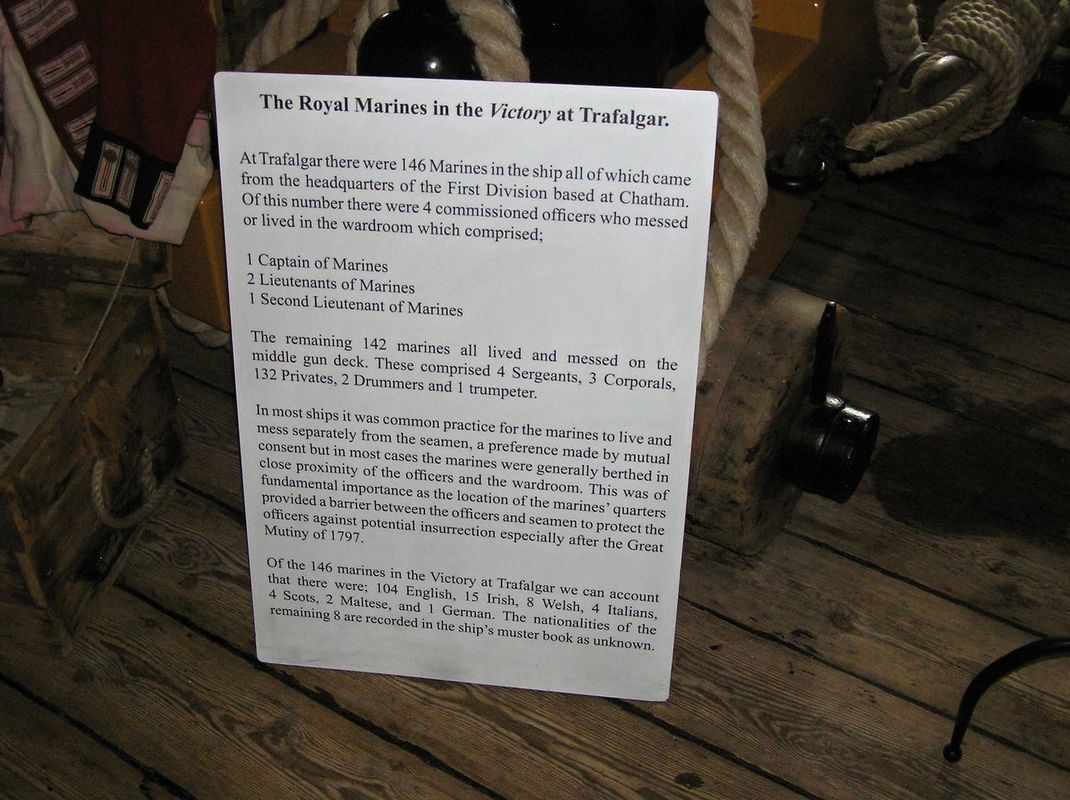 The Royal Marines in the Victory at Trafalgar.
At Trafalgar there were 146 Marines in the ship all of which came
from the headquarters of the First Division based at Chatham.
Of this number there were 4 commissioned officers who messed
or lived in the wardroom which comprised;
1 Captain of Marines
2 Lieutenants of Marines
1 Second Lieutenant of Marines
The remaining 142 marines all lived and messed on the
middle gun deck. These comprised 4 Sergeants, 3 Corporals,
132 Privates, 2 Drummers and 1 trumpeter.
In most ships it was common practice for the marines to live and
mess separately from the seamen, a preference made by mutual
consent but in most cases the marines were generally berthed in
close proximity of the officers and the wardroom. This was of
fundamental importance as the location of the marines' quarters
provided a barrier between the officers and seamen to protect the
officers against potential insurrection especially after the Great
Mutiny of 1797.
Of the 146 marines in the Victory at Trafalgar we can account
that there were; 104 English, 15 Irish, 8 Welsh, 4 Italians,
4 Scots, 2 Maltese, and 1 German. The nationalities of the
remaining 8 are recorded in the ship's muster book as unknown.